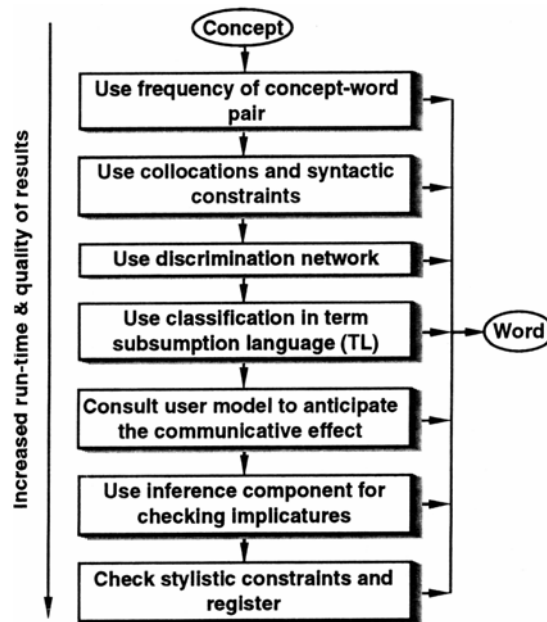 Concept
Use frequency of concept-word
pair
Use collocations and syntactic
constraints
Use discrimination network
Use classification in term
subsumption language (TL)
Word
Consult user model to anticipate
the communicative effect
Use inference component for
checking implicatures
Check stylistic constraints and
register
Increased run-time & quality of results